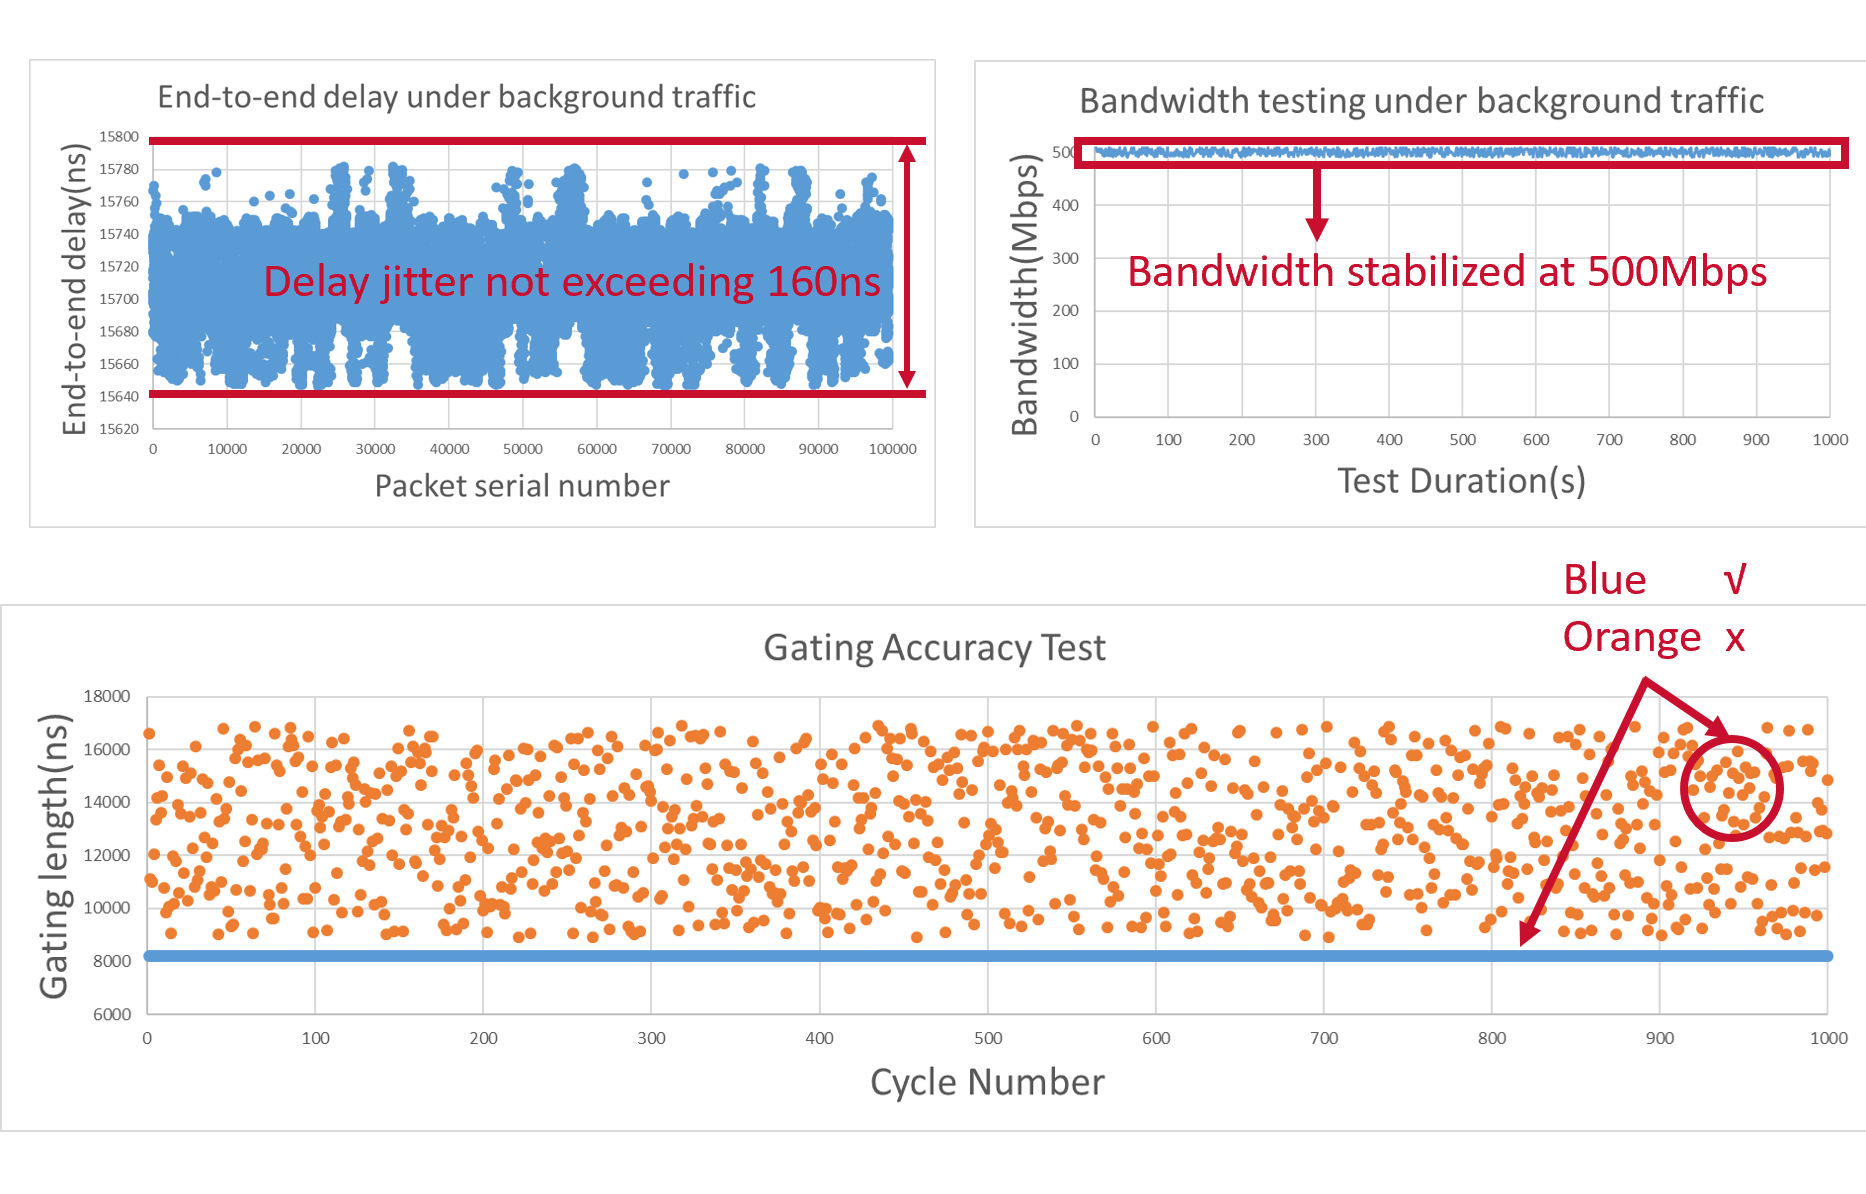 End-to-end delay under background traffic
End-to-end delay(ns)
15800
15780
15760
15740
15720
15700
15680
15660
15640
15620
Delay jitter not exceeding 160ns
0 10000 20000 30000 40000 50000 60000 70000 80000 90000 100000
Packet serial number
Bandwidth testing under background traffic
Bandwidth(Mbps)
500
400
300
200
100
0
Bandwidth stabilized at 500Mbps
0 100 200 300 400 500 600 700 800 900 1000
Test Duration(s)
Blue √
Orange x
Gating Accuracy Test
Gating length(ns)
18000
16000
14000
12000
10000
8000
6000
0 100 200 300 400 500 600 700 800 900 1000
Cycle Number